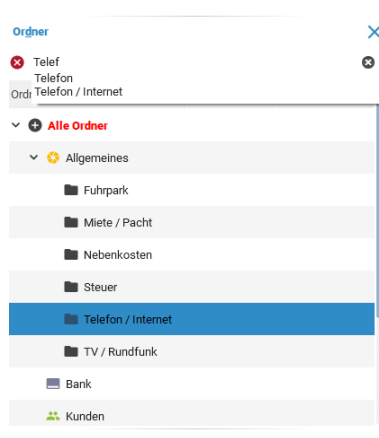 Ordner
Telef
Telefon
Telefon / Internet
Ordr
Alle Ordner
Allgemeines
Fuhrpark
Miete / Pacht
Nebenkosten
Steuer
Telefon / Internet
TV / Rundfunk
Bank
Kunden